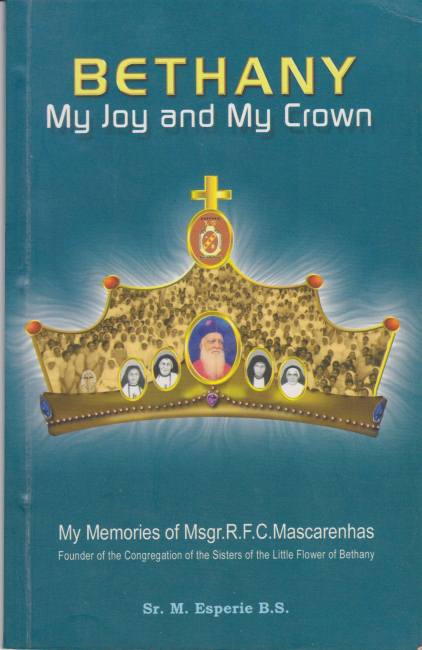 BETHANY
My Joy and My Crown
My Memories of Msgr.R.F.C.Mascarenhas
Founder of the Congregation of the Sisters of the Little Flower of Bethany
Sr. M. Esperie B.S.